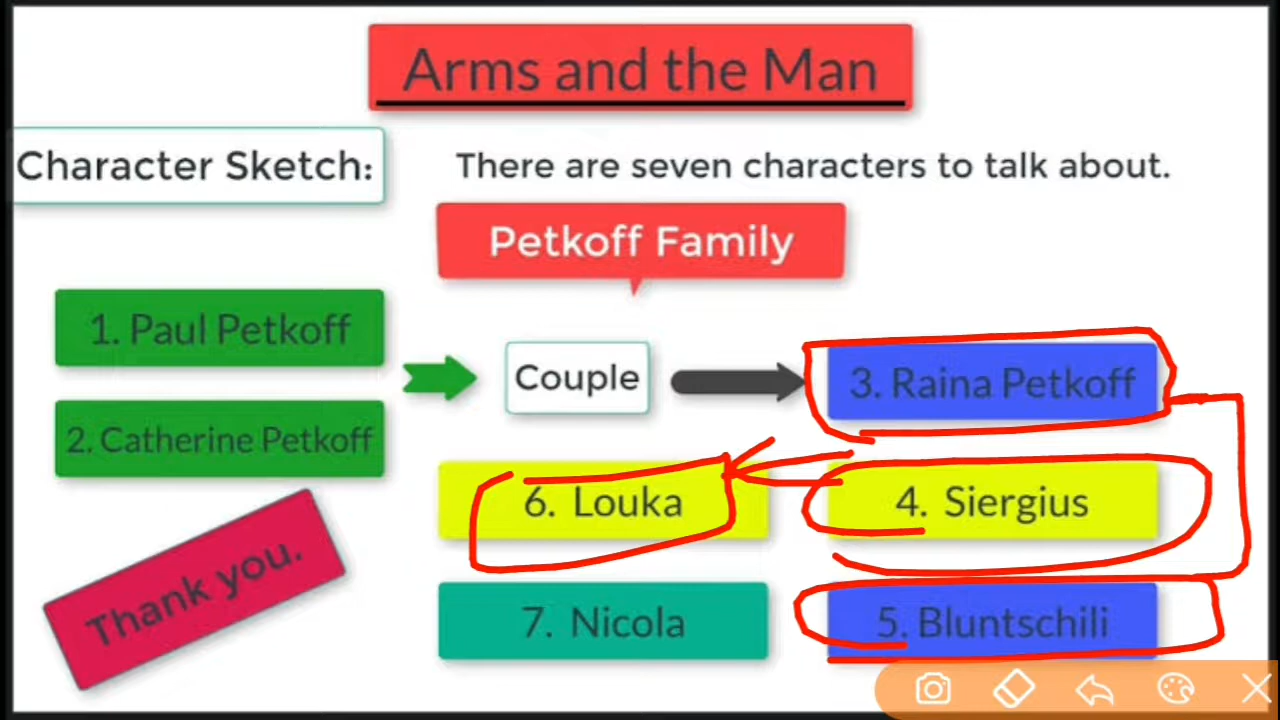 Arms and the Man
Character Sketch:
There are seven characters to talk about.
Petkoff Family
1. Paul Petkoff
2. Catherine Petkoff
Couple
3. Raina Petkoff
6. Louka
4. Siergius
7. Nicola
5. Bluntschili
Thank you.